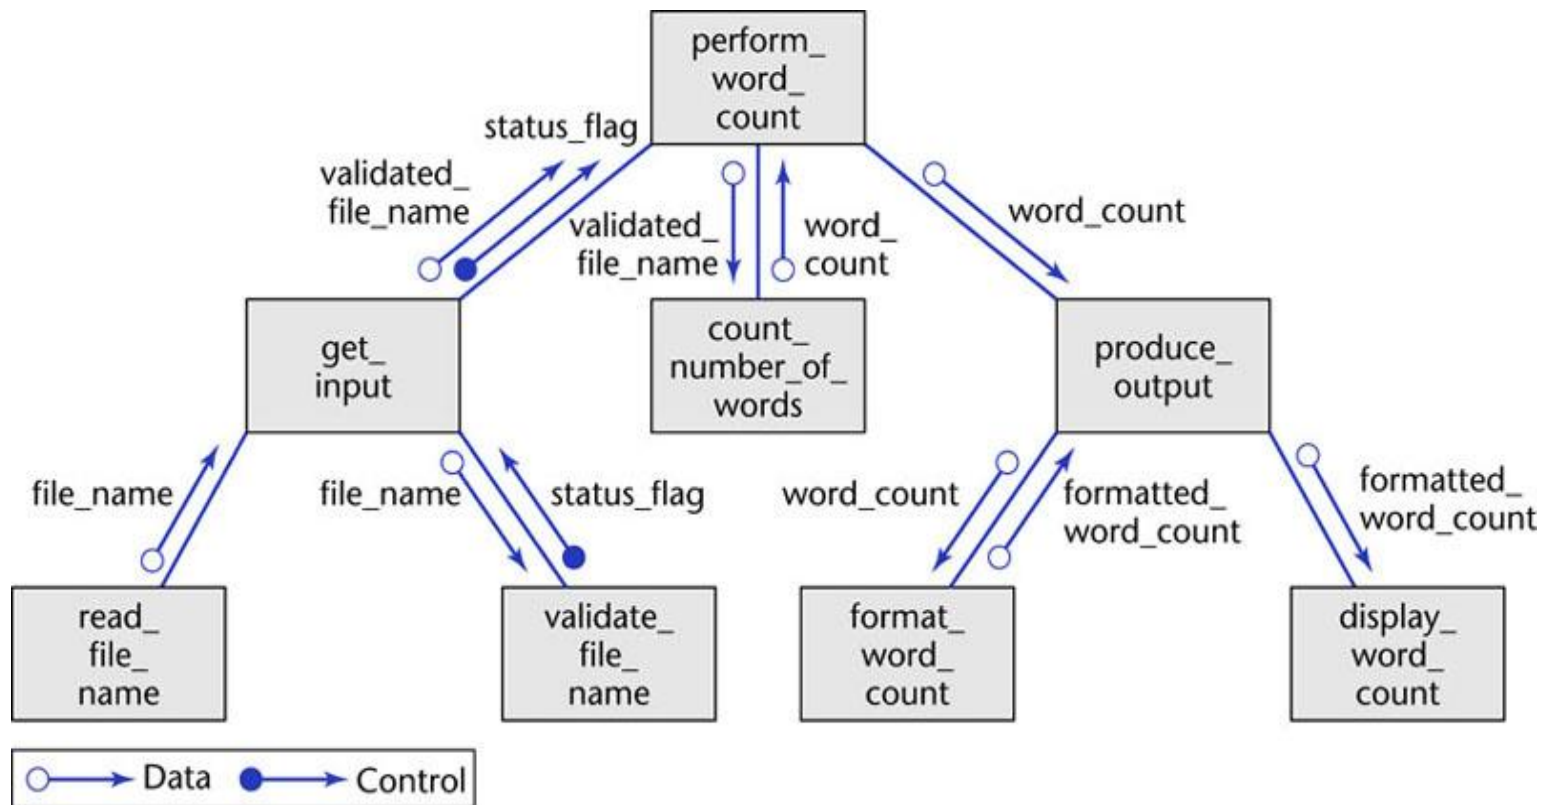 perform_
word_
count
status_flag
validated_
file_name
validated_
file_name
word_
count
word_count
get_
input
count_
number_of_
words
produce_
output
file_name
file_name
status_flag
word_count
formatted_
word_count
formatted_
word_count
read_
file_
name
validate_
file_
name
format_
word_
count
display_
word_
count
Data
Control